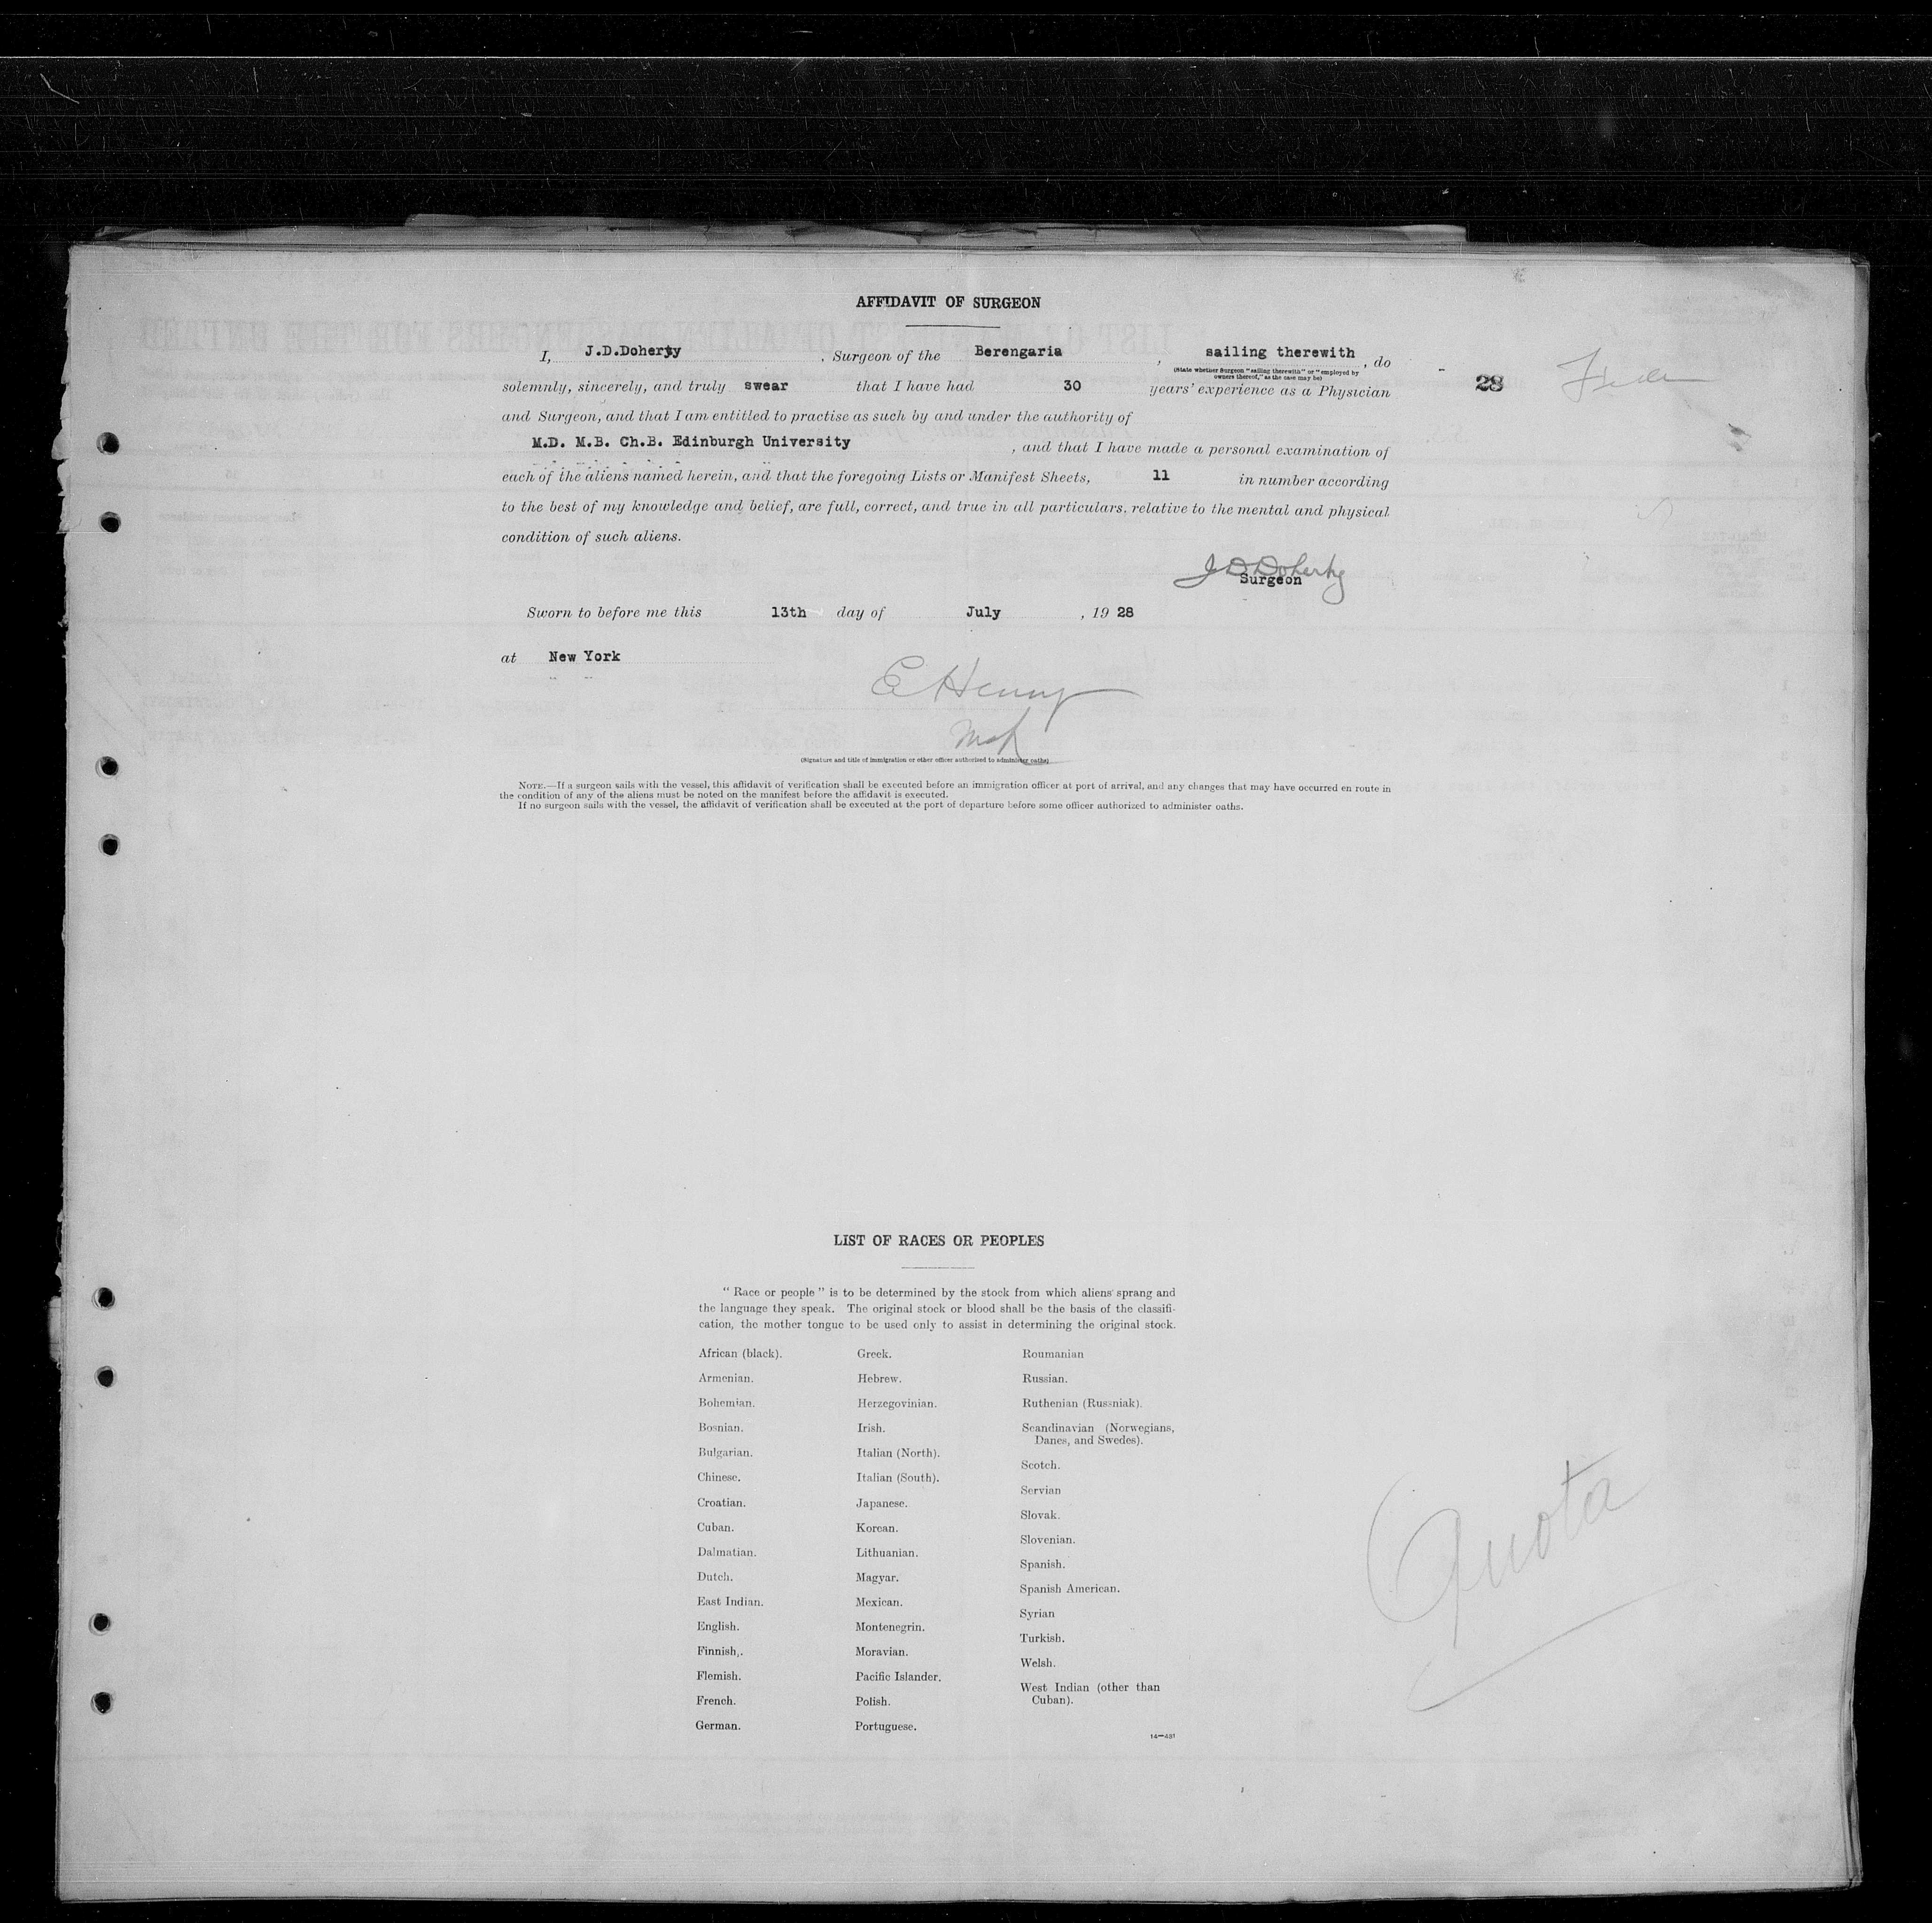 AFFIDAVIT OF SURGEON
I, J.D.Doherty , Surgeon of the Berengaria , sailing therewith , do
(State whether Surgeon "sailing therewith" or "employed by
owners thereof," as the case may be)
solemnly, sincerely, and truly swear that I have had 30 years' experience as a Physician
28
and Surgeon, and that I am entitled to practise as such by and under the authority of
M.D. M.B. Ch.B. Edinburgh University , and that I have made a personal examination of
each of the aliens named herein, and that the foregoing Lists or Manifest Sheets, 11 in number according
to the best of my knowledge and belief, are full, correct, and true in all particulars, relative to the mental and physical
condition of such aliens.
J D Doherty
Surgeon
Sworn to before me this 13th day of July , 19 28
at New York
E Henny
(Signature and title of immigration or other officer authorized to administer oaths)
NOTE.—If a surgeon sails with the vessel, this affidavit of verification shall be executed before an immigration officer at port of arrival, and any changes that may have occurred en route in
the condition of any of the aliens must be noted on the manifest before the affidavit is executed.
If no surgeon sails with the vessel, the affidavit of verification shall be executed at the port of departure before some officer authorized to administer oaths.
LIST OF RACES OR PEOPLES
" Race or people " is to be determined by the stock from which aliens sprang and
the language they speak. The original stock or blood shall be the basis of the classifi-
cation, the mother tongue to be used only to assist in determining the original stock.
African (black).
Armenian.
Bohemian.
Bosnian.
Bulgarian.
Chinese.
Croatian.
Cuban.
Dalmatian.
Dutch.
East Indian.
English.
Finnish,.
Flemish.
French.
German.
Greek.
Hebrew.
Herzegovinian.
Irish.
Italian (North).
Italian (South).
Japanese.
Korean.
Lithuanian.
Magyar.
Mexican.
Montenegrin.
Moravian.
Pacific Islander.
Polish.
Portuguese.
Roumanian
Russian.
Ruthenian (Russniak).
Scandinavian (Norwegians,
Danes, and Swedes).
Scotch.
Servian
Slovak.
Slovenian.
Spanish.
Spanish American.
Syrian
Turkish.
Welsh.
West Indian (other than
Cuban).
14—481
Quota